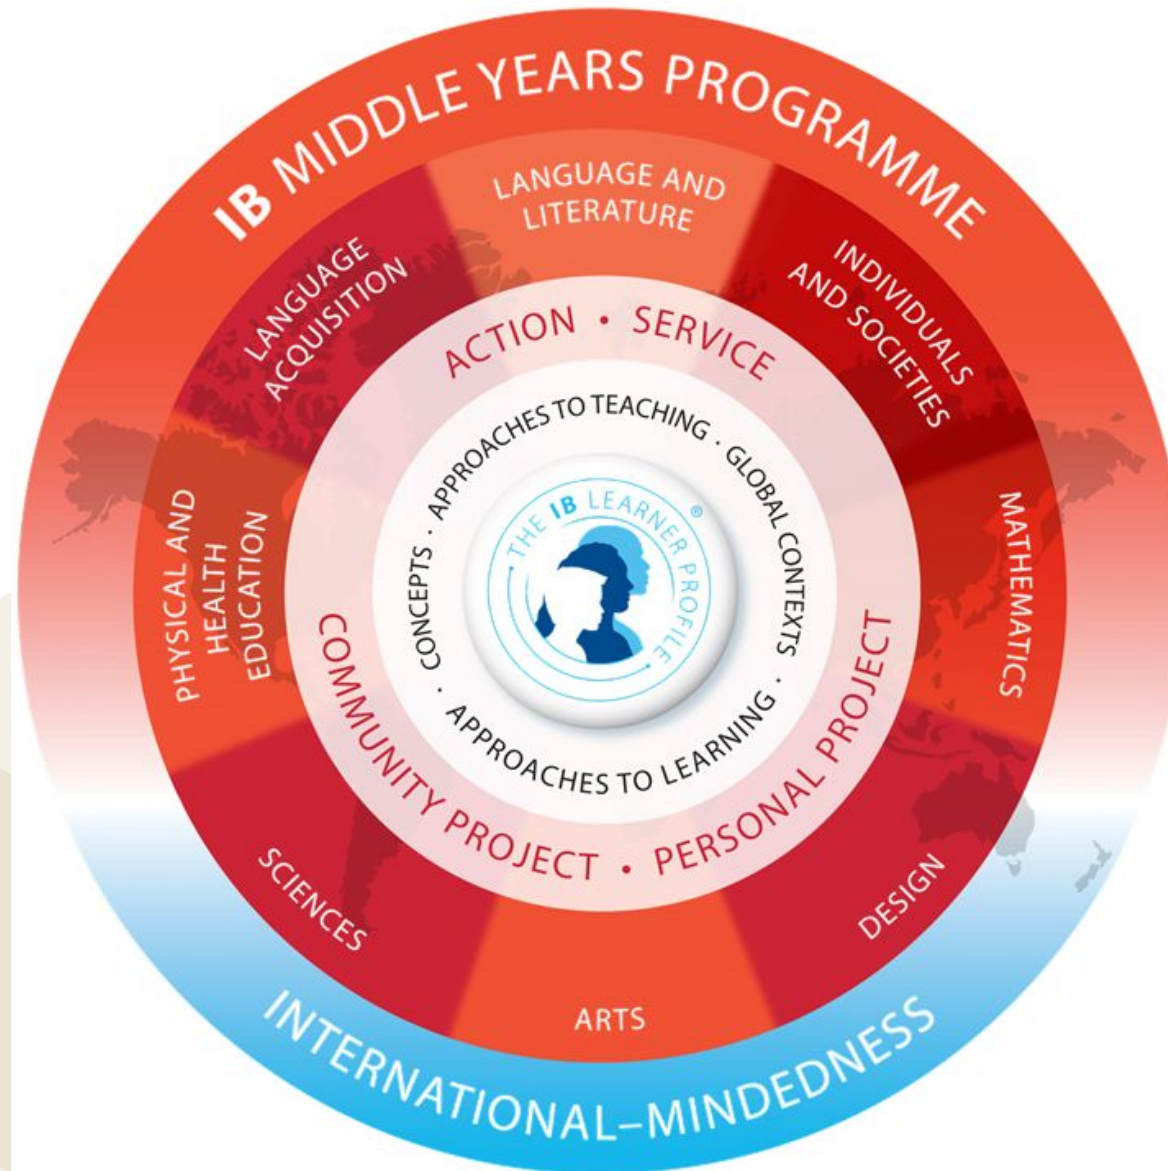 IB MIDDLE YEARS PROGRAMME
LANGUAGE AND
LITERATURE
INDIVIDUALS
AND SOCIETIES
MATHEMATICS
DESIGN
ARTS
SCIENCES
PHYSICAL AND
HEALTH
EDUCATION
LANGUAGE
ACQUISITION
ACTION • SERVICE
COMMUNITY PROJECT • PERSONAL PROJECT
APPROACHES TO TEACHING · GLOBAL CONTEXTS ·
APPROACHES TO LEARNING
· CONCEPTS ·
THE IB LEARNER PROFILE ®
INTERNATIONAL–MINDEDNESS